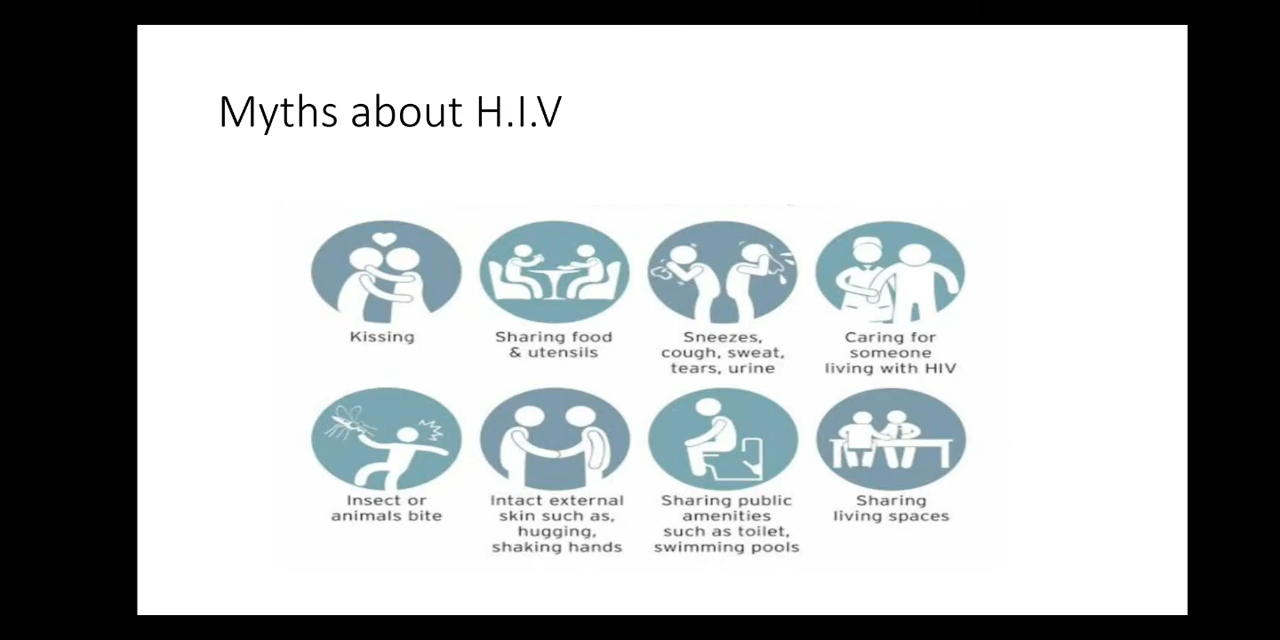 Myths about H.I.V
Kissing
Sharing food
& utensils
Sneezes,
cough, sweat,
tears, urine
Caring for
someone
living with HIV
Insect or
animals bite
Intact external
skin such as,
hugging,
shaking hands
Sharing public
amenities
such as toilet,
swimming pools
Sharing
living spaces